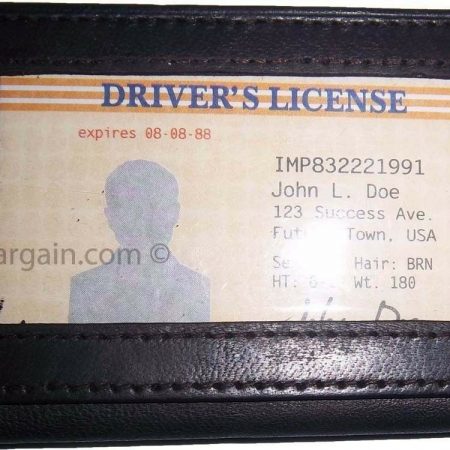 DRIVER'S LICENSE
expires 08-08-88
IMP832221991
John L. Doe
123 Success Ave.
Town, USA
Hair: BRN
HT: Wt. 180
argain.com ©